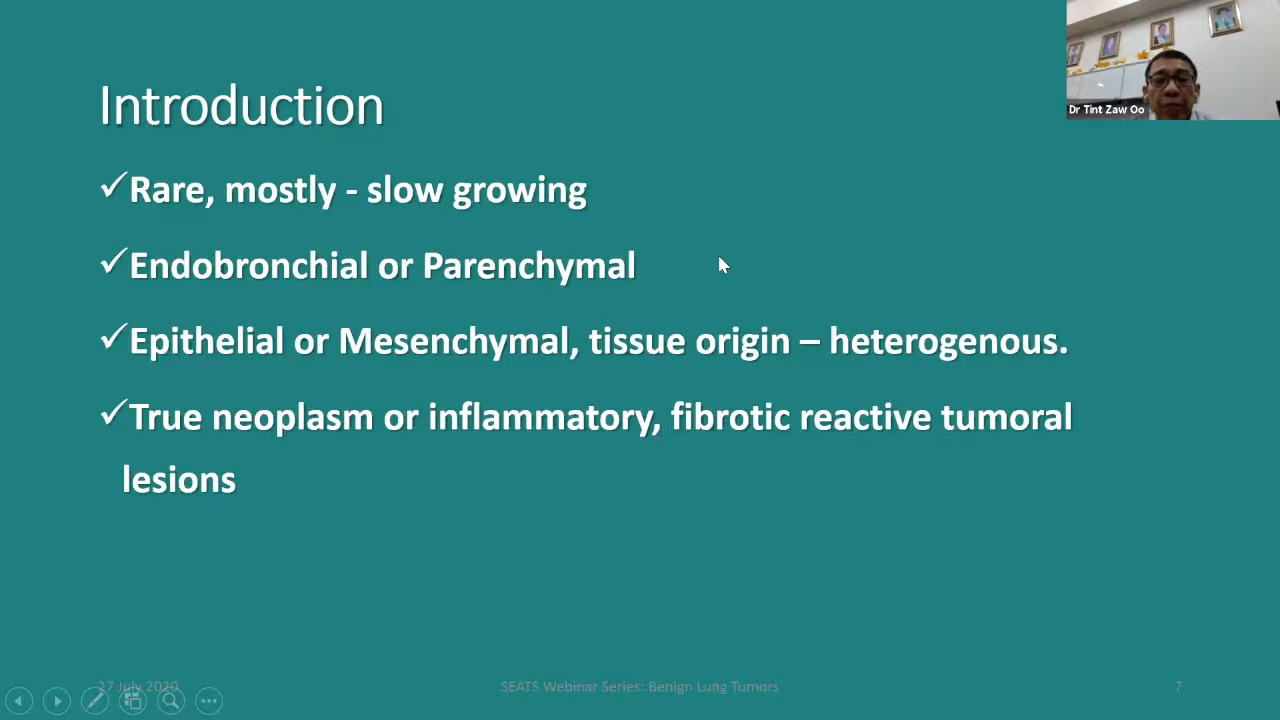 Introduction
Dr Tint Zaw Oo
✓Rare, mostly - slow growing
✓Endobronchial or Parenchymal
✓Epithelial or Mesenchymal, tissue origin – heterogenous.
✓True neoplasm or inflammatory, fibrotic reactive tumoral
lesions
27 July 2020
SEATS Webinar Series: Benign Lung Tumors
7